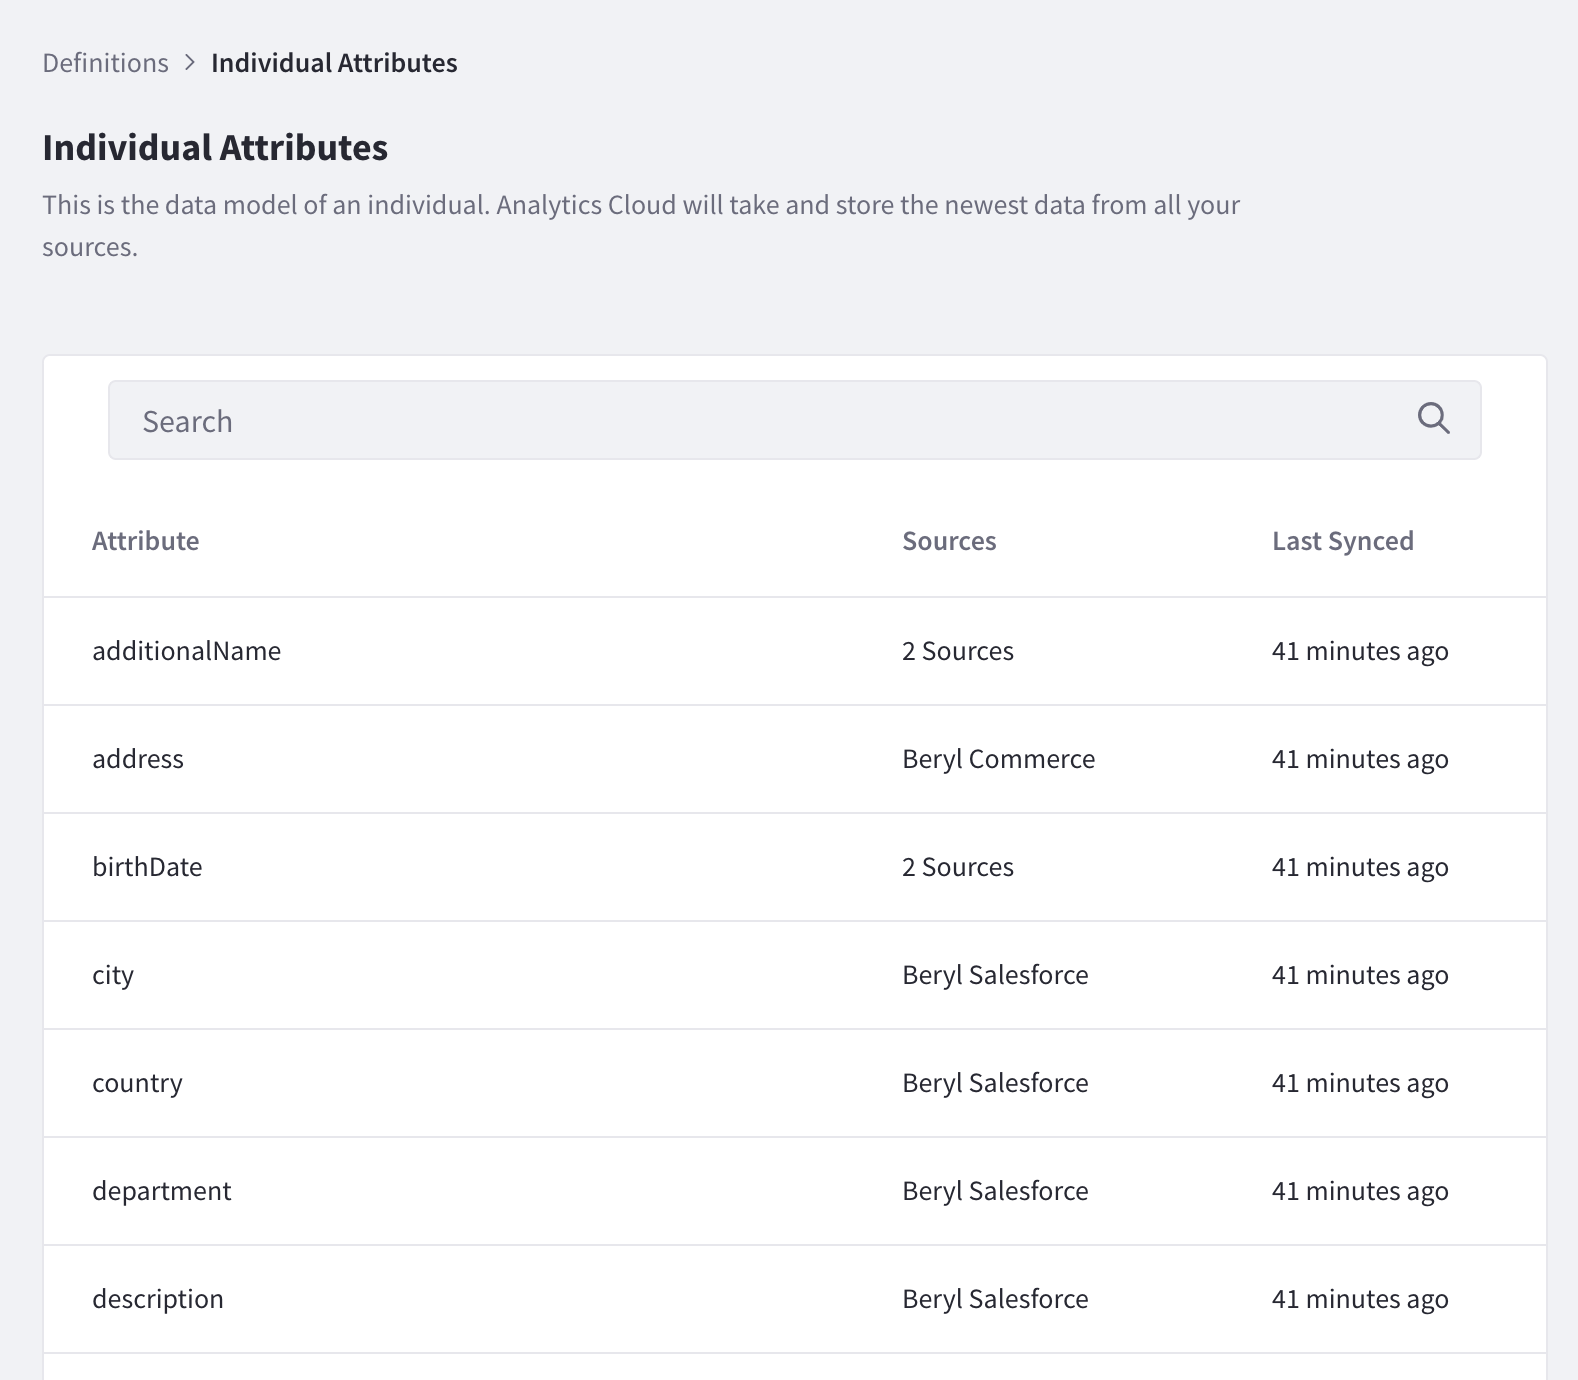 Definitions > Individual Attributes
Individual Attributes
This is the data model of an individual. Analytics Cloud will take and store the newest data from all your
sources.
Search
Attribute Sources Last Synced
additionalName 2 Sources 41 minutes ago
address Beryl Commerce 41 minutes ago
birthDate 2 Sources 41 minutes ago
city Beryl Salesforce 41 minutes ago
country Beryl Salesforce 41 minutes ago
department Beryl Salesforce 41 minutes ago
description Beryl Salesforce 41 minutes ago